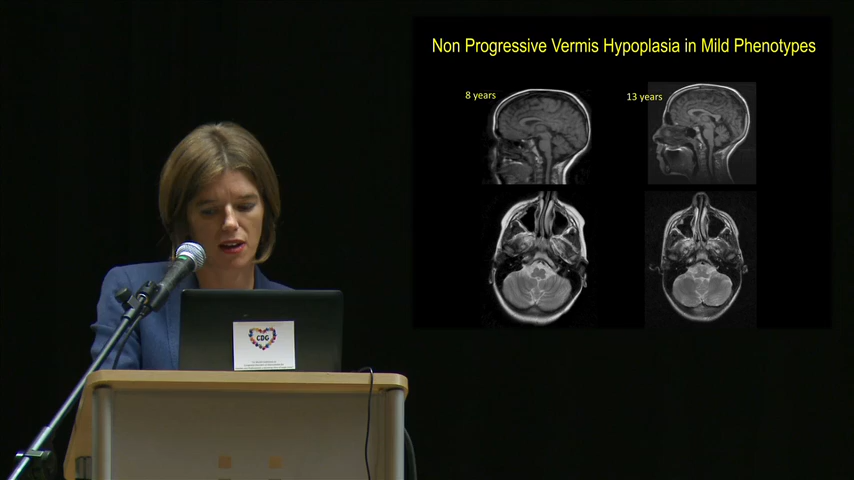 Non Progressive Vermis Hypoplasia in Mild Phenotypes
8 years
13 years
CDG